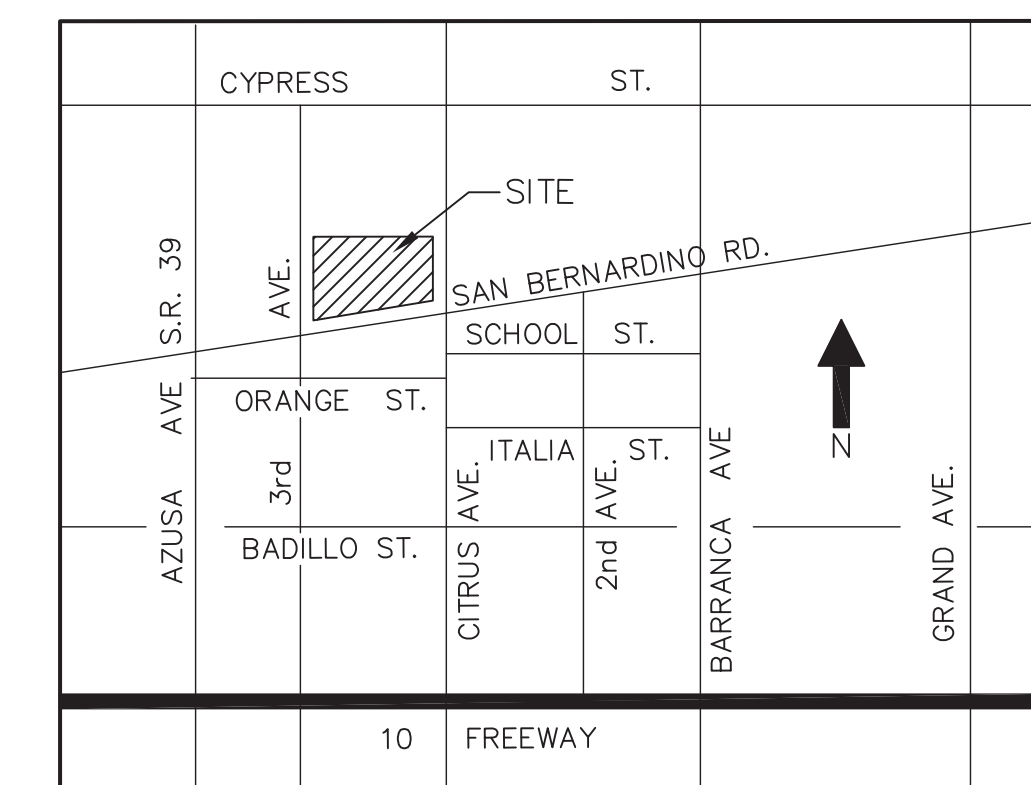 CYPRESS ST.
SITE
AZUSA AVE S.R. 39
3rd AVE.
SAN BERNARDINO RD.
SCHOOL ST.
ORANGE ST.
ITALIA ST.
N
BADILLO ST.
CITRUS AVE.
2nd AVE.
BARRANCA AVE
GRAND AVE.
10 FREEWAY